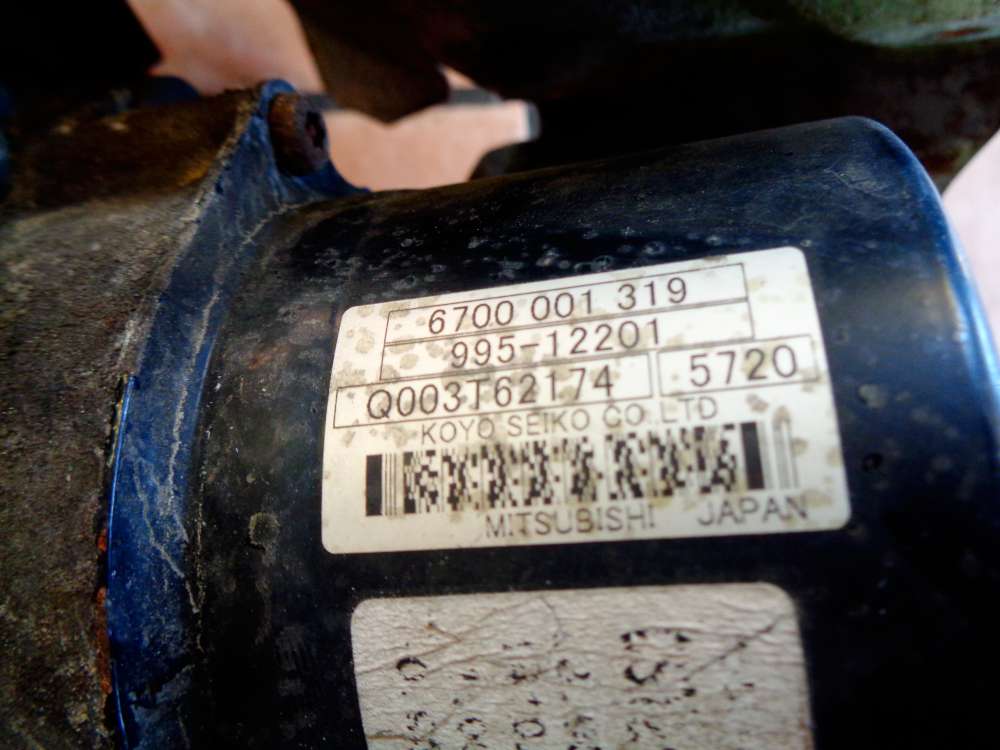 6700 001 319
995-12201
Q003T62174 5720
KOYO SEIKO CO.,LTD
MITSUBISHI JAPAN